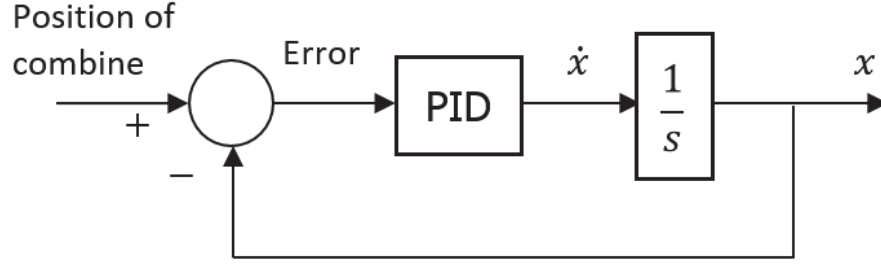 Position of
combine
Error
PID
ẋ
1
s
x
+
−